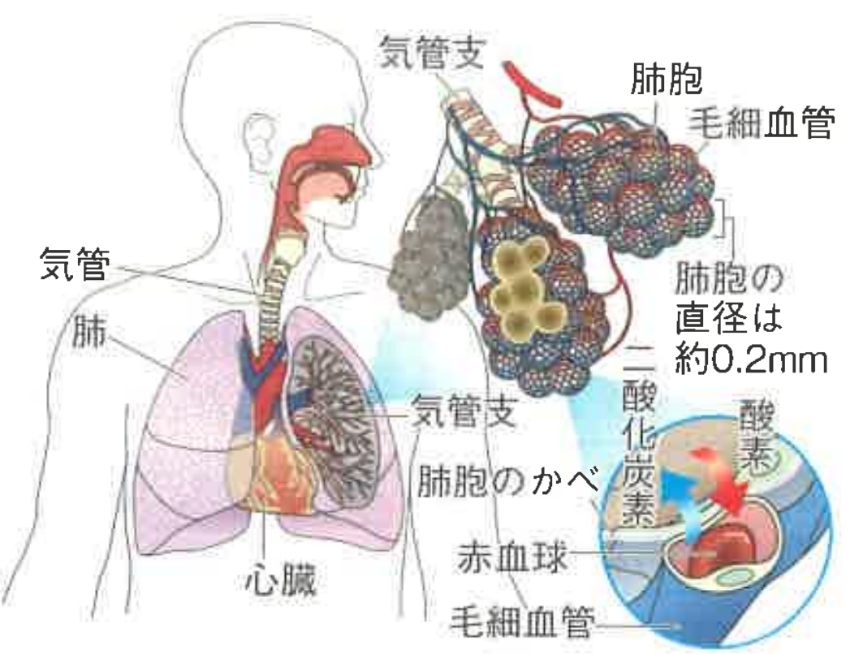 気管支
肺胞
毛細血管
気管
肺
肺胞の
直径は
約0.2mm
気管支
二酸化炭素
酸素
肺胞のかべ
赤血球
心臓
毛細血管